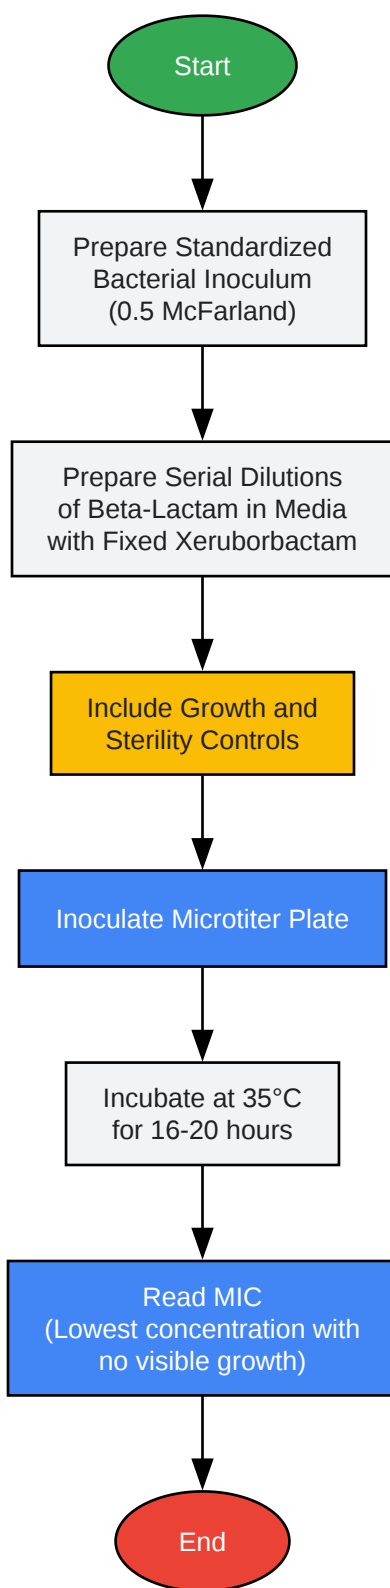 Start
Prepare Standardized
Bacterial Inoculum
(0.5 McFarland)
Prepare Serial Dilutions
of Beta-Lactam in Media
with Fixed Xeruborbactam
Include Growth and
Sterility Controls
Inoculate Microtiter Plate
Incubate at 35°C
for 16-20 hours
Read MIC
(Lowest concentration with
no visible growth)
End